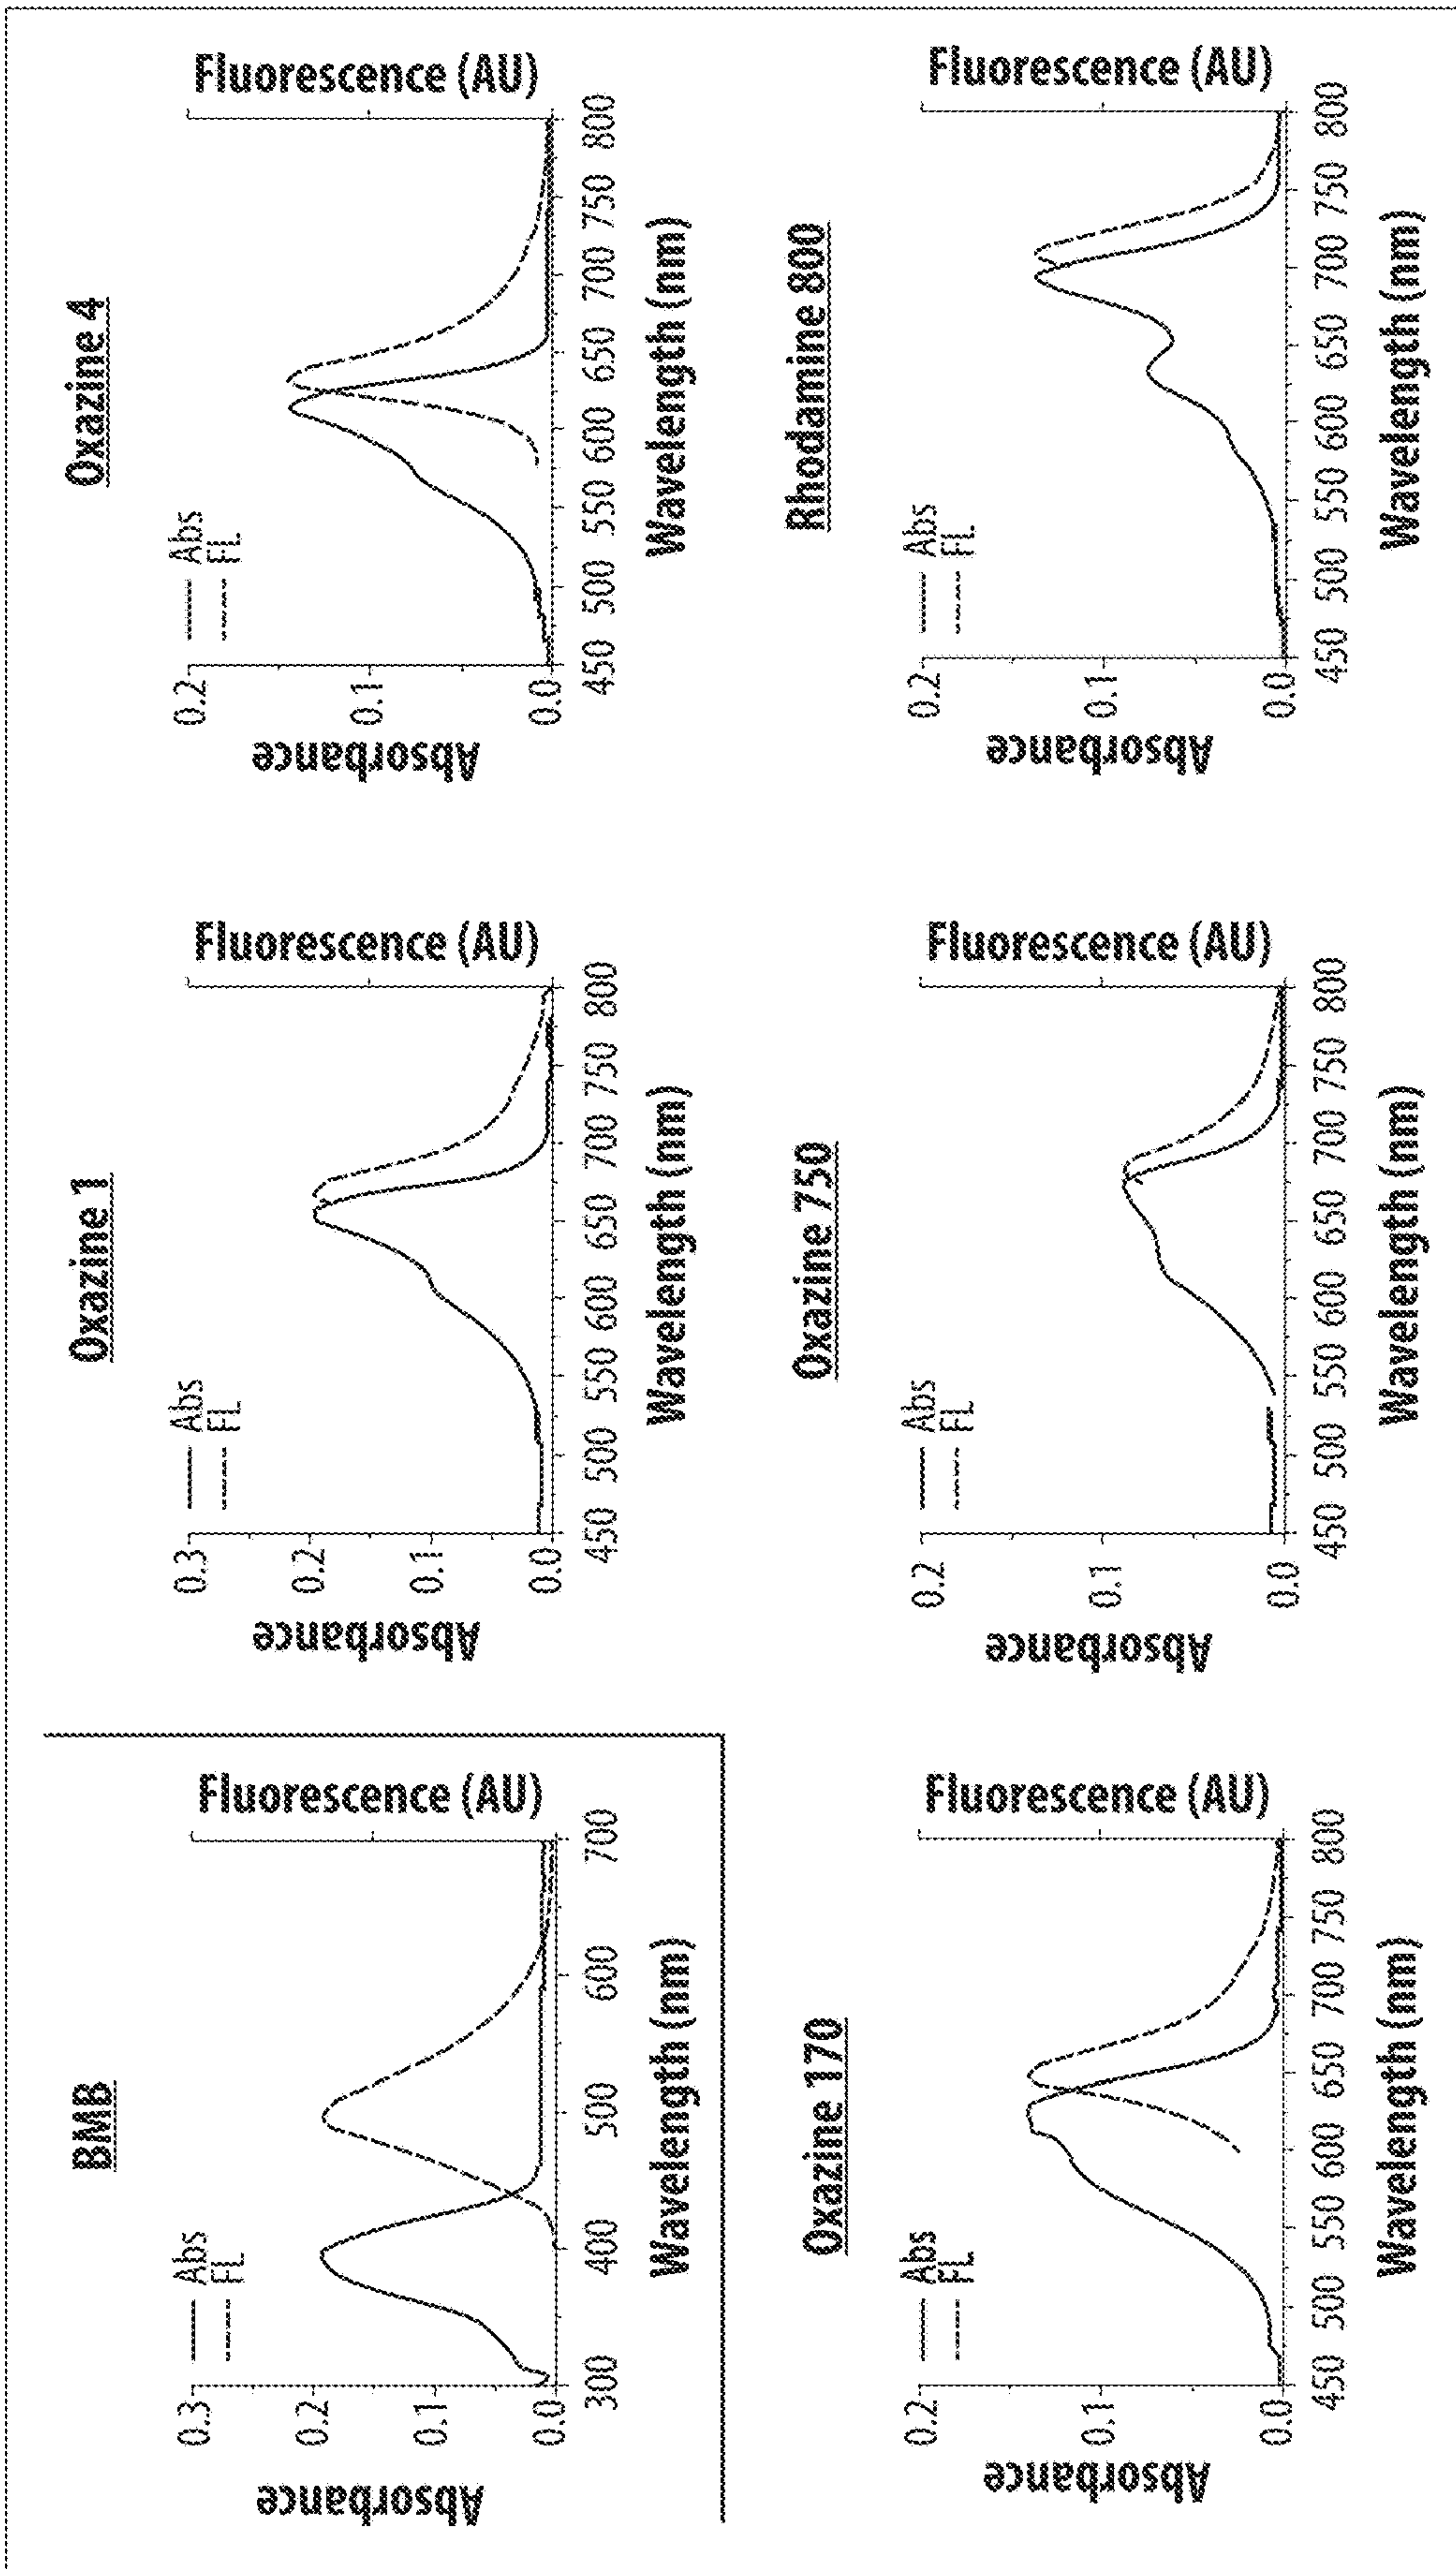 BMB
Abs
FL
0.3
0.2
0.1
0.0
Absorbance
Fluorescence (AU)
300 400 500 600 700
Wavelength (nm)
Oxazine 1
Abs
FL
0.3
0.2
0.1
0.0
Absorbance
Fluorescence (AU)
450 500 550 600 650 700 750 800
Wavelength (nm)
Oxazine 4
Abs
FL
0.2
0.1
0.0
Absorbance
Fluorescence (AU)
450 500 550 600 650 700 750 800
Wavelength (nm)
Oxazine 170
Abs
FL
0.2
0.1
0.0
Absorbance
Fluorescence (AU)
450 500 550 600 650 700 750 800
Wavelength (nm)
Oxazine 750
Abs
FL
0.2
0.1
0.0
Absorbance
Fluorescence (AU)
450 500 550 600 650 700 750 800
Wavelength (nm)
Rhodamine 800
Abs
FL
0.2
0.1
0.0
Absorbance
Fluorescence (AU)
450 500 550 600 650 700 750 800
Wavelength (nm)